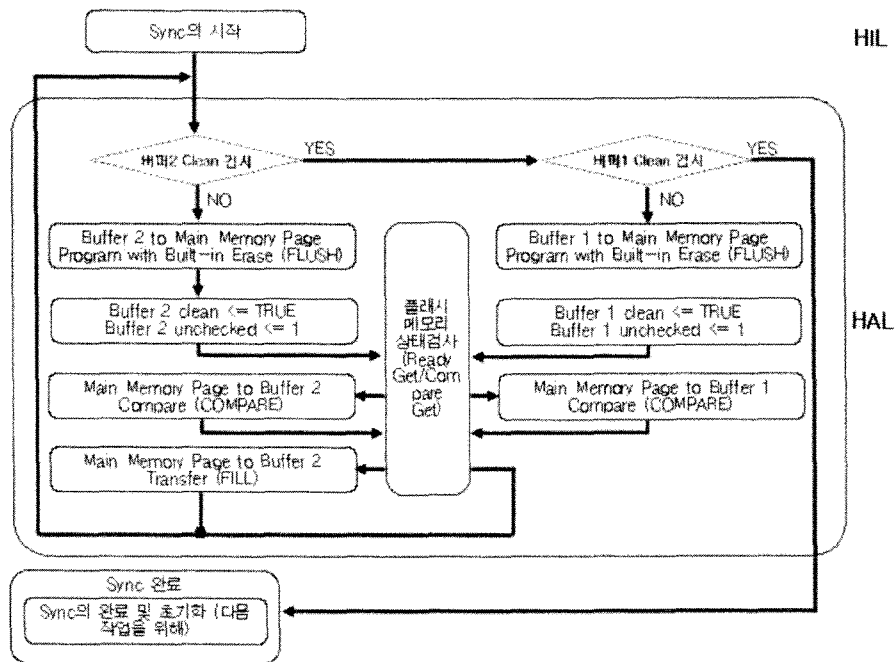 Sync의 시작
HIL
버퍼2 Clean 검사
YES
버퍼1 Clean 검사
YES
NO
NO
Buffer 2 to Main Memory Page
Program with Built-in Erase (FLUSH)
Buffer 1 to Main Memory Page
Program with Built-in Erase (FLUSH)
Buffer 2 clean <= TRUE
Buffer 2 unchecked <= 1
플래시
메모리
상태검사
(Ready
Get/Com
pare
Get)
Buffer 1 clean <= TRUE
Buffer 1 unchecked <= 1
HAL
Main Memory Page to Buffer 2
Compare (COMPARE)
Main Memory Page to Buffer 1
Compare (COMPARE)
Main Memory Page to Buffer 2
Transfer (FILL)
Sync 완료
Sync의 완료 및 초기화 (다음
작업을 위해)